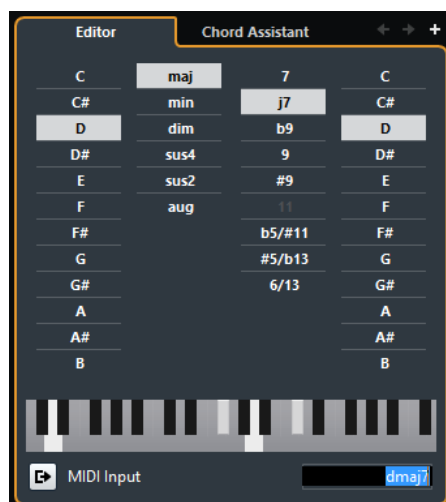 Editor Chord Assistant
C maj 7 C
C# min j7 C#
D dim b9 D
D# sus4 9 D#
E sus2 #9 E
F aug 11 F
F# b5/#11 F#
G #5/b13 G
G# 6/13 G#
A A
A# A#
B B
MIDI Input dmaj7